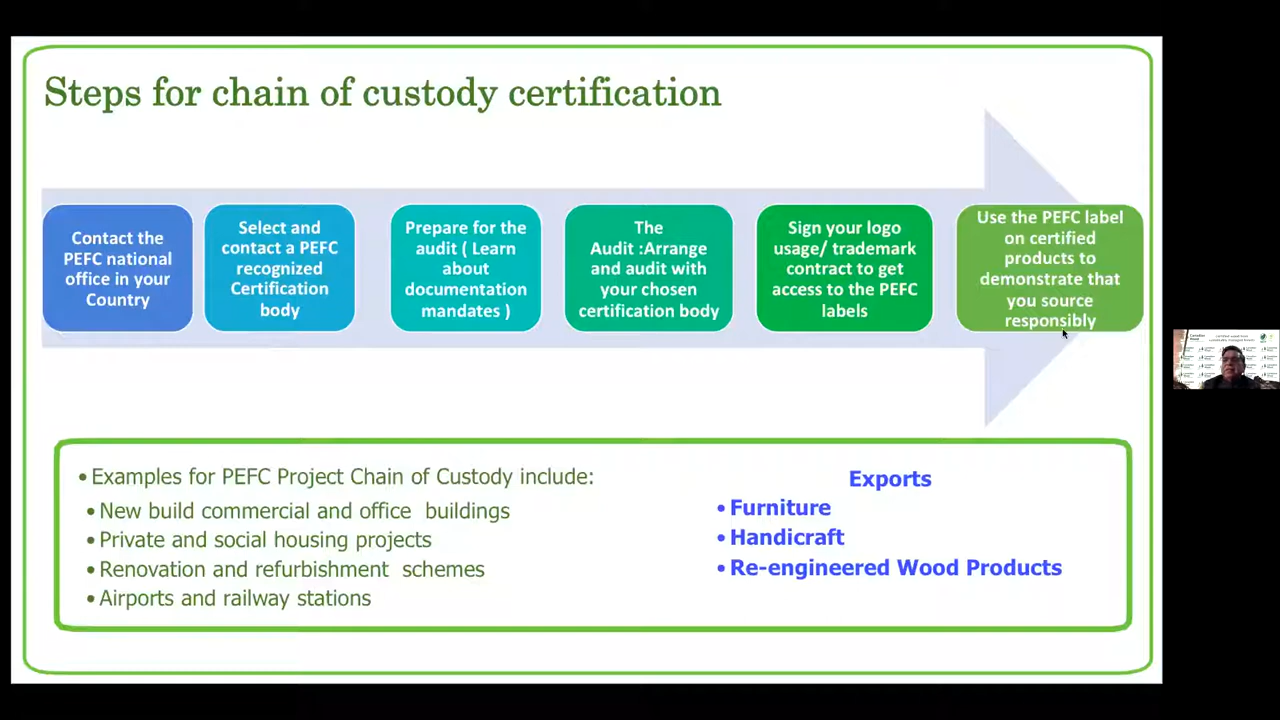 Steps for chain of custody certification
Contact the
PEFC national
office in your
Country
Select and
contact a PEFC
recognized
Certification
body
Prepare for the
audit ( Learn
about
documentation
mandates )
The
Audit :Arrange
and audit with
your chosen
certification body
Sign your logo
usage/ trademark
contract to get
access to the PEFC
labels
Use the PEFC label
on certified
products to
demonstrate that
you source
responsibly
• Examples for PEFC Project Chain of Custody include:
• New build commercial and office buildings
• Private and social housing projects
• Renovation and refurbishment schemes
• Airports and railway stations
Exports
• Furniture
• Handicraft
• Re-engineered Wood Products